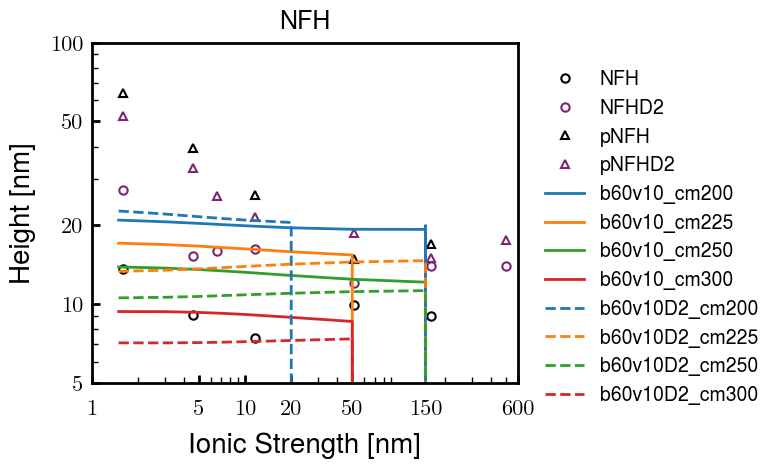 NFH
Height [nm]
100
50
20
10
5
1
5
10
20
50
150
600
Ionic Strength [nm]
NFH
NFHD2
pNFH
pNFHD2
b60v10_cm200
b60v10_cm225
b60v10_cm250
b60v10_cm300
b60v10D2_cm200
b60v10D2_cm225
b60v10D2_cm250
b60v10D2_cm300